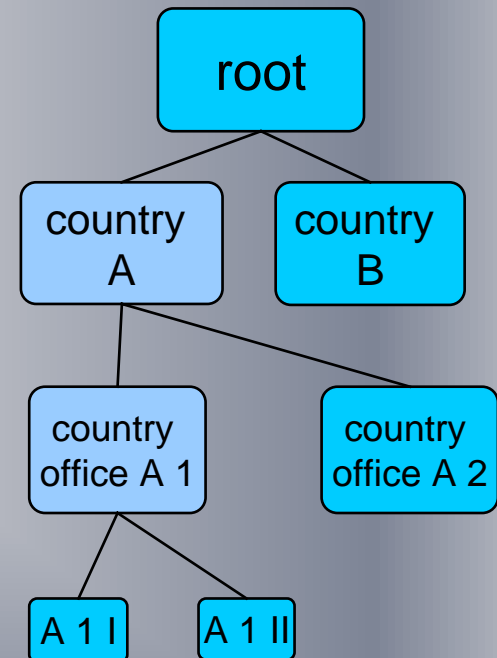 root
country
A
country
B
country
office A 1
country
office A 2
A 1 I
A 1 II